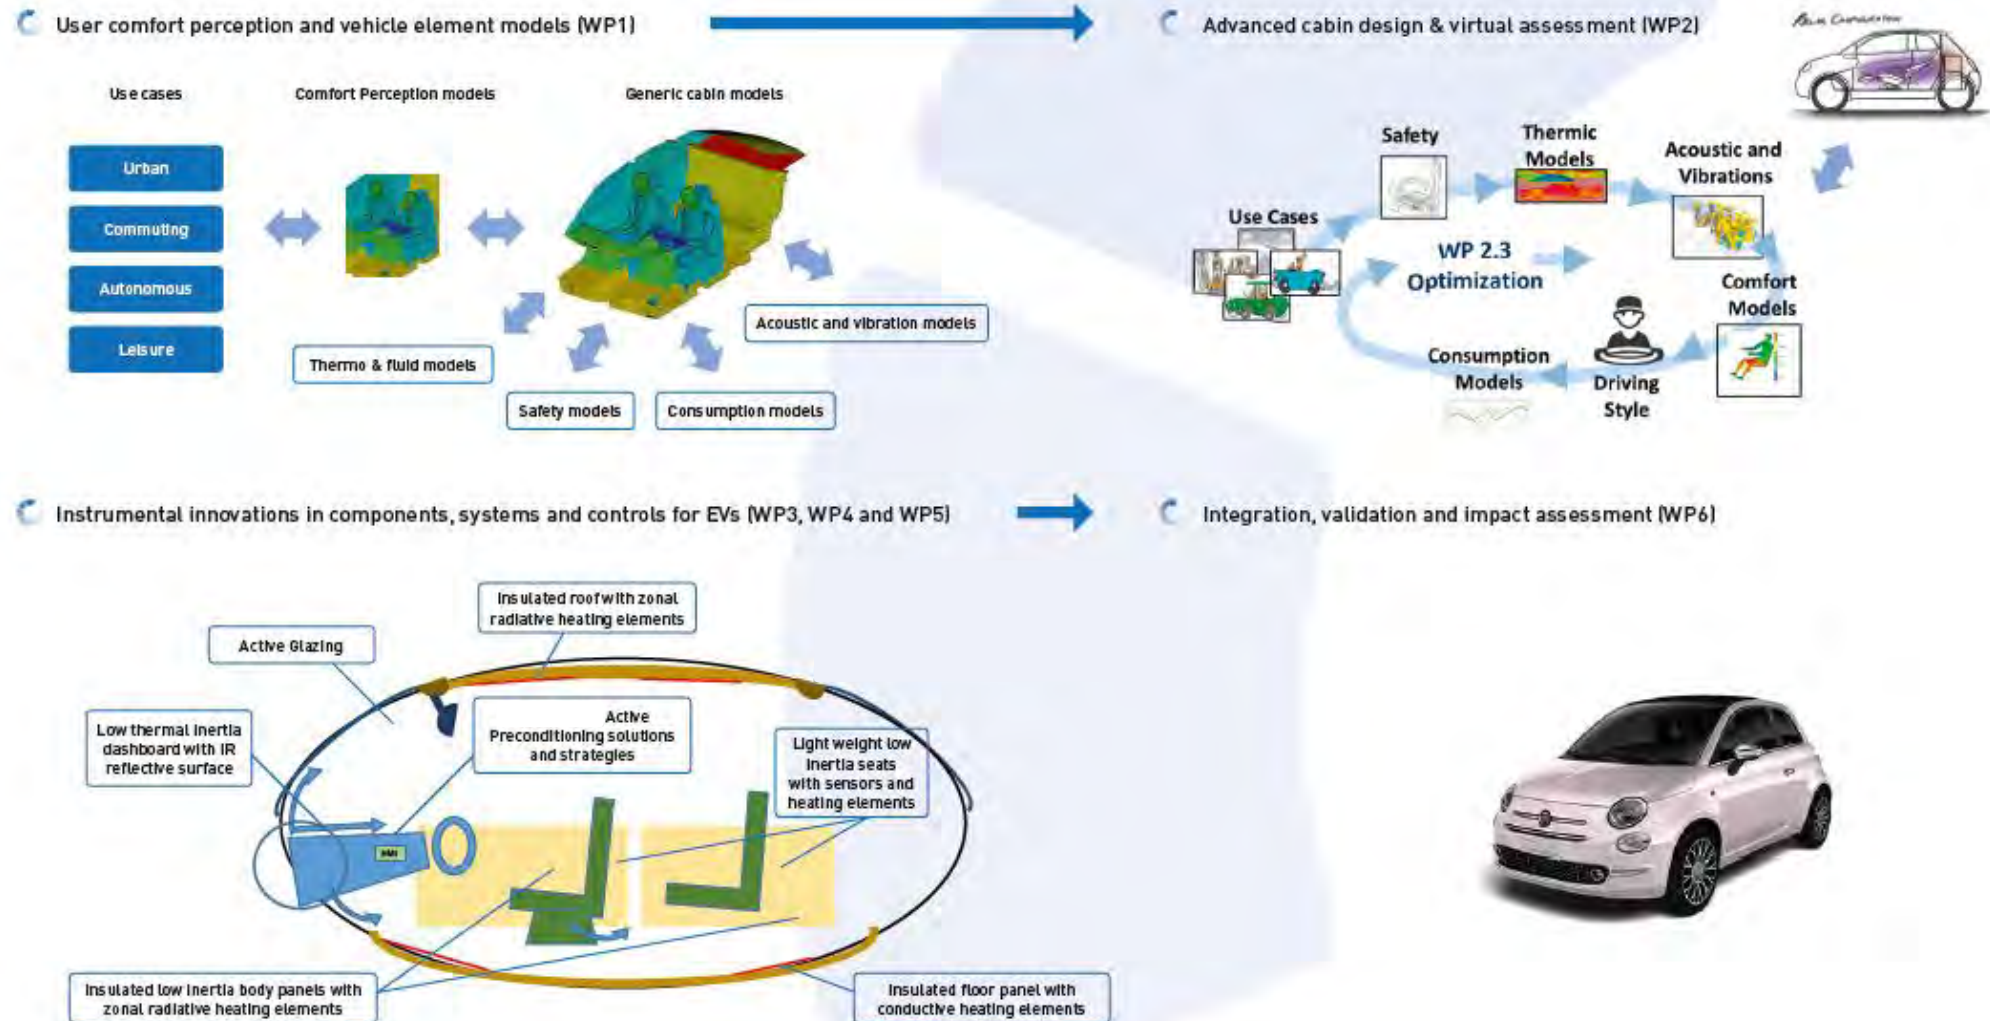 User comfort perception and vehicle element models (WP1)
Advanced cabin design & virtual assessment (WP2)
Use cases
Comfort Perception models
Generic cabin models
Urban
Commuting
Autonomous
Leisure
Thermo & fluid models
Safety models
Consumption models
Acoustic and vibration models
Safety
Thermic
Models
Acoustic and
Vibrations
Use Cases
WP 2.3
Optimization
Comfort
Models
Driving
Style
Consumption
Models
Instrumental innovations in components, systems and controls for EVs (WP3, WP4 and WP5)
Integration, validation and impact assessment (WP6)
Insulated roof with zonal
radiative heating elements
Active Glazing
Low thermal inertia
dashboard with IR
reflective surface
Active
Preconditioning solutions
and strategies
Light weight low
inertia seats
with sensors and
heating elements
HMI
Insulated low inertia body panels with
zonal radiative heating elements
Insulated floor panel with
conductive heating elements